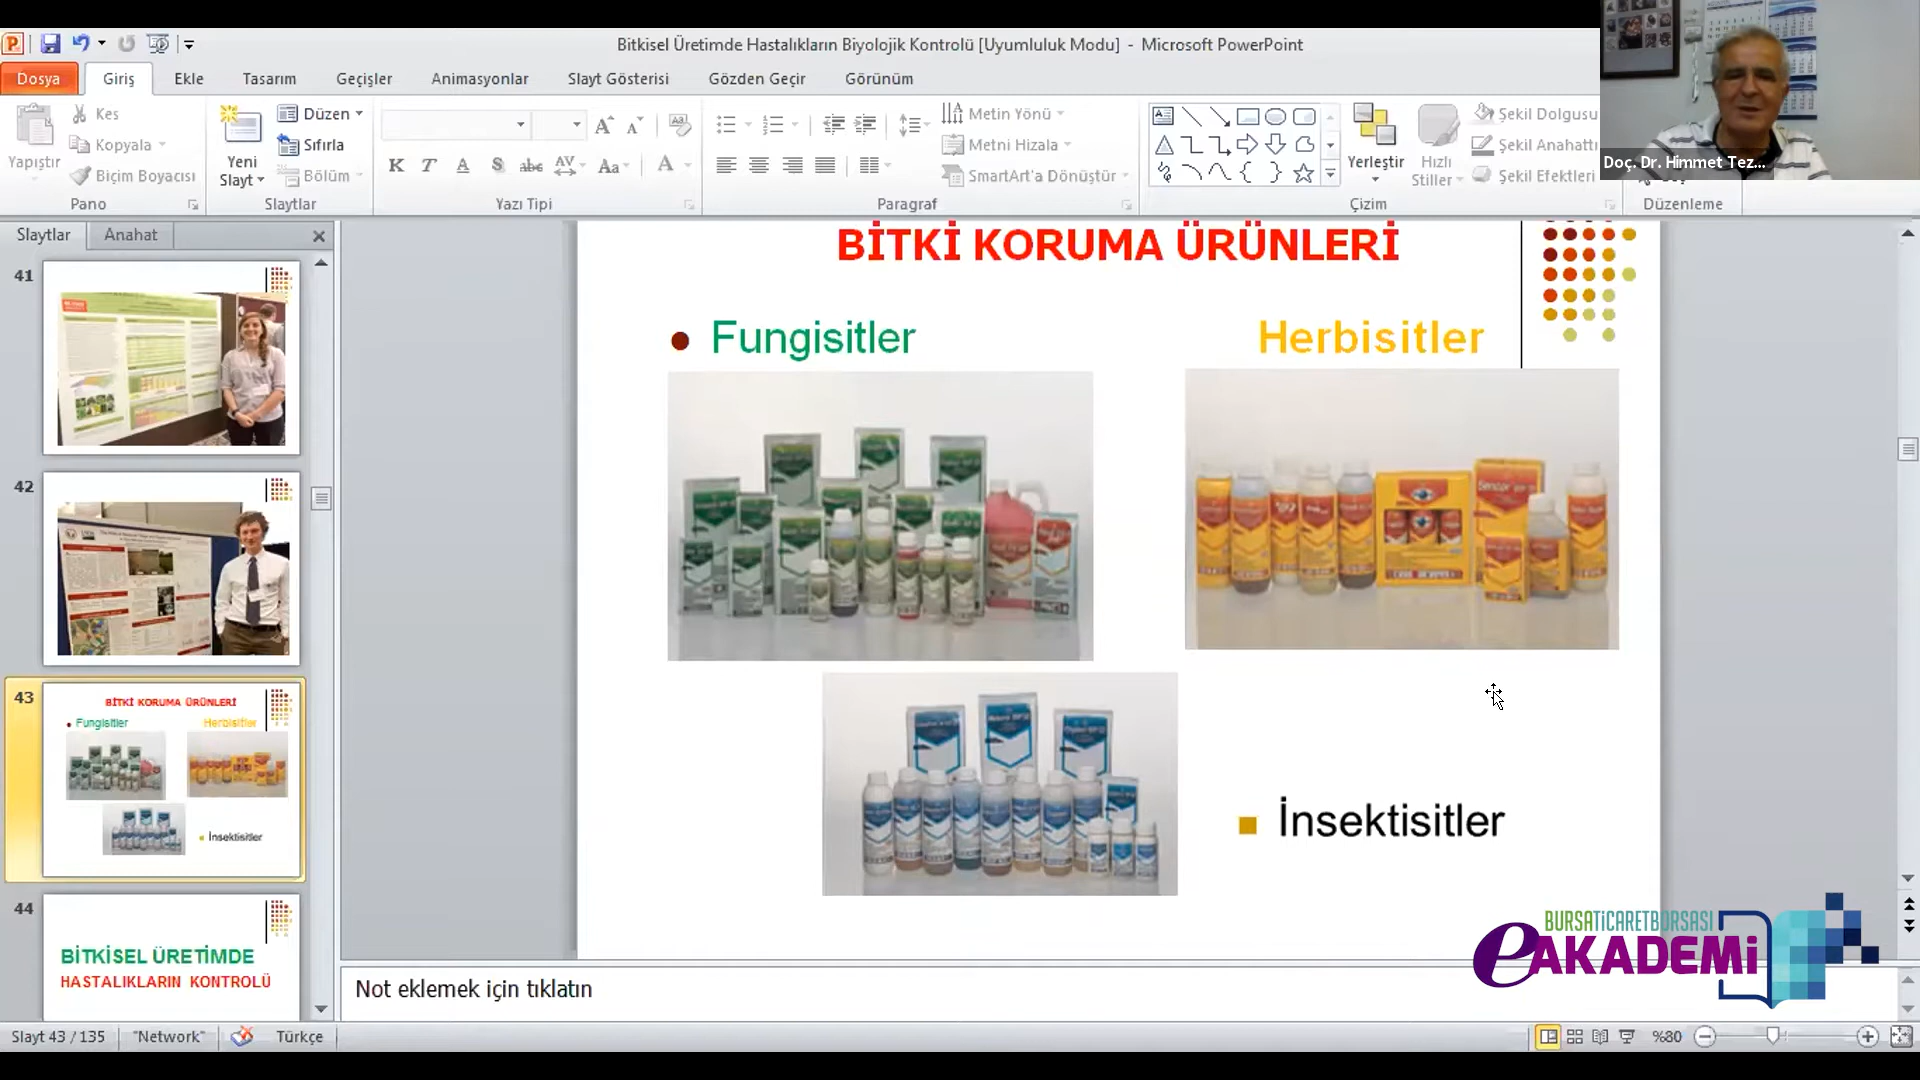 Bitkisel Üretimde Hastalıkların Biyolojik Kontrolü [Uyumluluk Modu] - Microsoft PowerPoint
Dosya Giriş Ekle Tasarım Geçişler Animasyonlar Slayt Gösterisi Gözden Geçir Görünüm
Yapıştır
Kes
Kopyala
Biçim Boyacısı
Pano
Yeni Slayt
Düzen
Sıfırla
Bölüm
Slaytlar
K T A S abc AV Aa A
Yazı Tipi
Metin Yönü
Metni Hizala
SmartArt'a Dönüştür
Paragraf
Yerleştir
Hızlı Stiller
Şekil Dolgusu
Şekil Anahattı
Şekil Efektleri
Çizim
Düzenleme
Doç. Dr. Himmet Tez...
Slaytlar Anahat
41
42
43
BİTKİ KORUMA ÜRÜNLERİ
Fungisitler Herbisitler
İnsektisitler
44
BİTKİSEL ÜRETİMDE
HASTALIKLARIN KONTROLÜ
BİTKİ KORUMA ÜRÜNLERİ
Fungisitler
Herbisitler
İnsektisitler
BURSATİCARETBORSASI
eAKADEMi
Not eklemek için tıklatın
Slayt 43 / 135 "Network" Türkçe %80